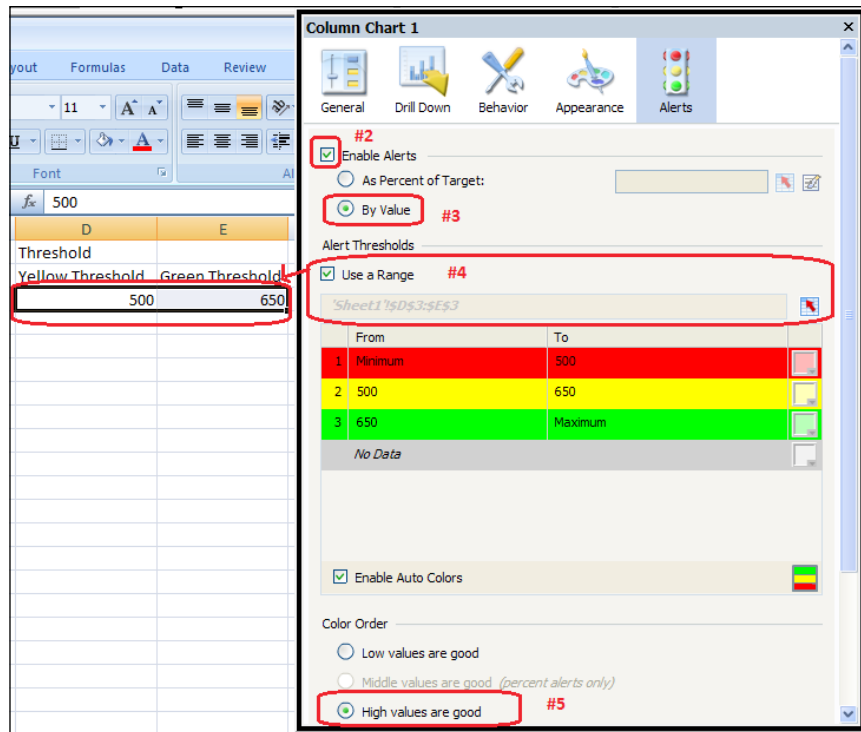 Column Chart 1
yout Formulas Data Review
11 A A
U A
Font Al
fx 500
D E
Threshold
Yellow Threshold Green Threshold
500 650
General Drill Down Behavior Appearance Alerts
#2
Enable Alerts
As Percent of Target:
By Value #3
Alert Thresholds
Use a Range #4
'Sheet1'!$D$3:$E$3
From To
1 Minimum 500
2 500 650
3 650 Maximum
No Data
Enable Auto Colors
Color Order
Low values are good
Middle values are good (percent alerts only)
High values are good #5